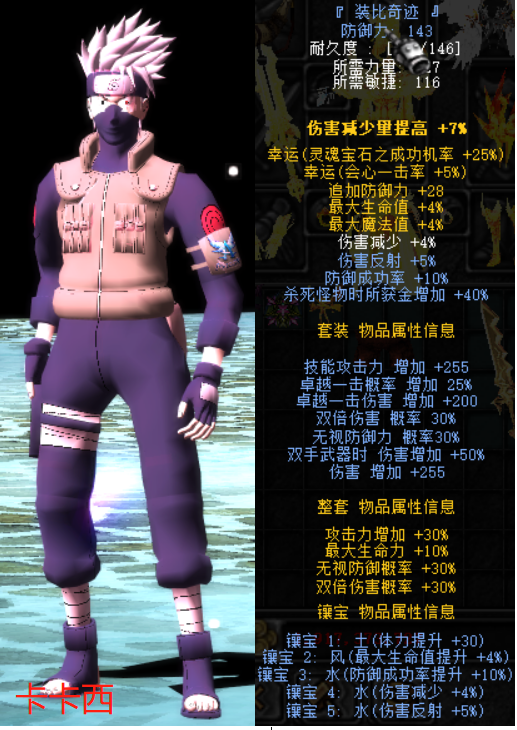 『 装比奇迹 』
防御力: 143
耐久度 : [ /146]
所需力量: 7
所需敏捷: 116
伤害减少量提高 +7%
幸运(灵魂宝石之成功机率 +25%)
幸运(会心一击率 +5%)
追加防御力 +28
最大生命值 +4%
最大魔法值 +4%
伤害减少 +4%
伤害反射 +5%
防御成功率 +10%
杀死怪物时所获金增加 +40%
套装 物品属性信息
技能攻击力 增加 +255
卓越一击概率 增加 25%
卓越一击伤害 增加 +200
双倍伤害 概率 30%
无视防御力 概率30%
双手武器时 伤害增加 +50%
伤害 增加 +255
整套 物品属性信息
攻击力增加 +30%
最大生命力 +10%
无视防御概率 +30%
双倍伤害概率 +30%
镶宝 物品属性信息
镶宝 1: 土(体力提升 +30)
镶宝 2: 风(最大生命值提升 +4%)
镶宝 3: 水(防御成功率提升 +10%)
镶宝 4: 水(伤害减少 +4%)
镶宝 5: 水(伤害反射 +5%)
卡卡西